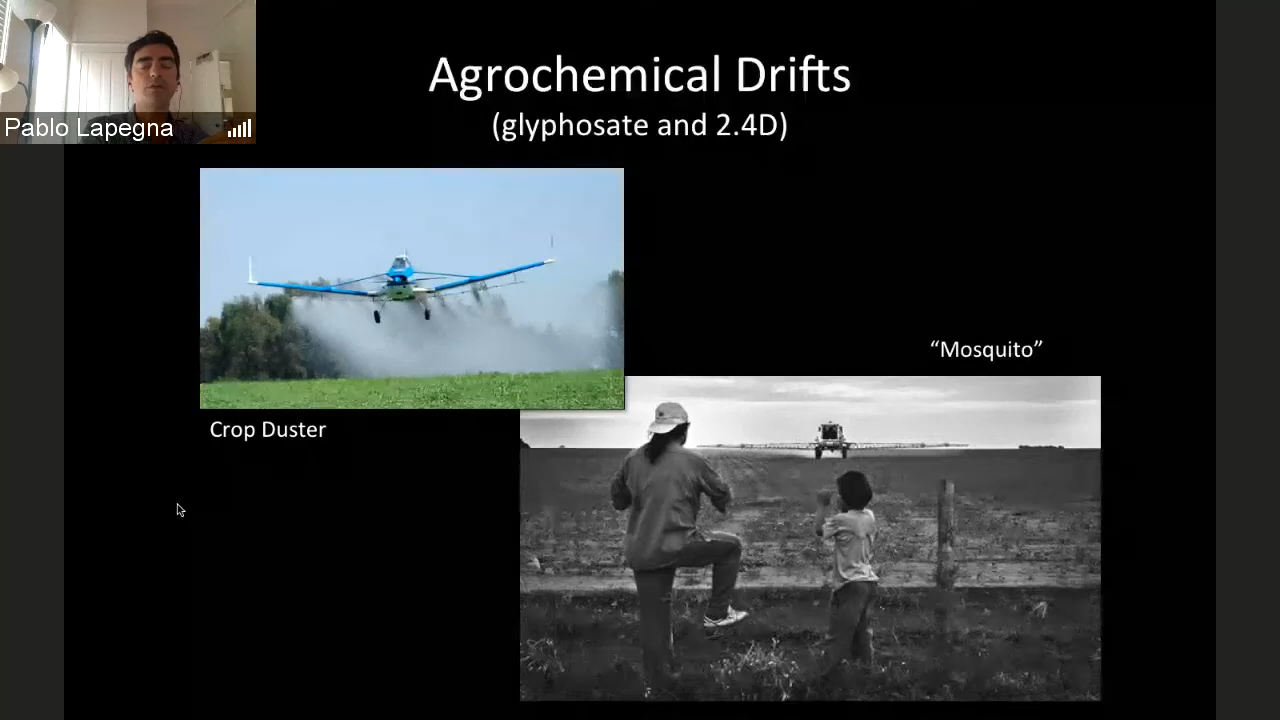 Pablo Lapegna
Agrochemical Drifts
(glyphosate and 2.4D)
“Mosquito”
Crop Duster